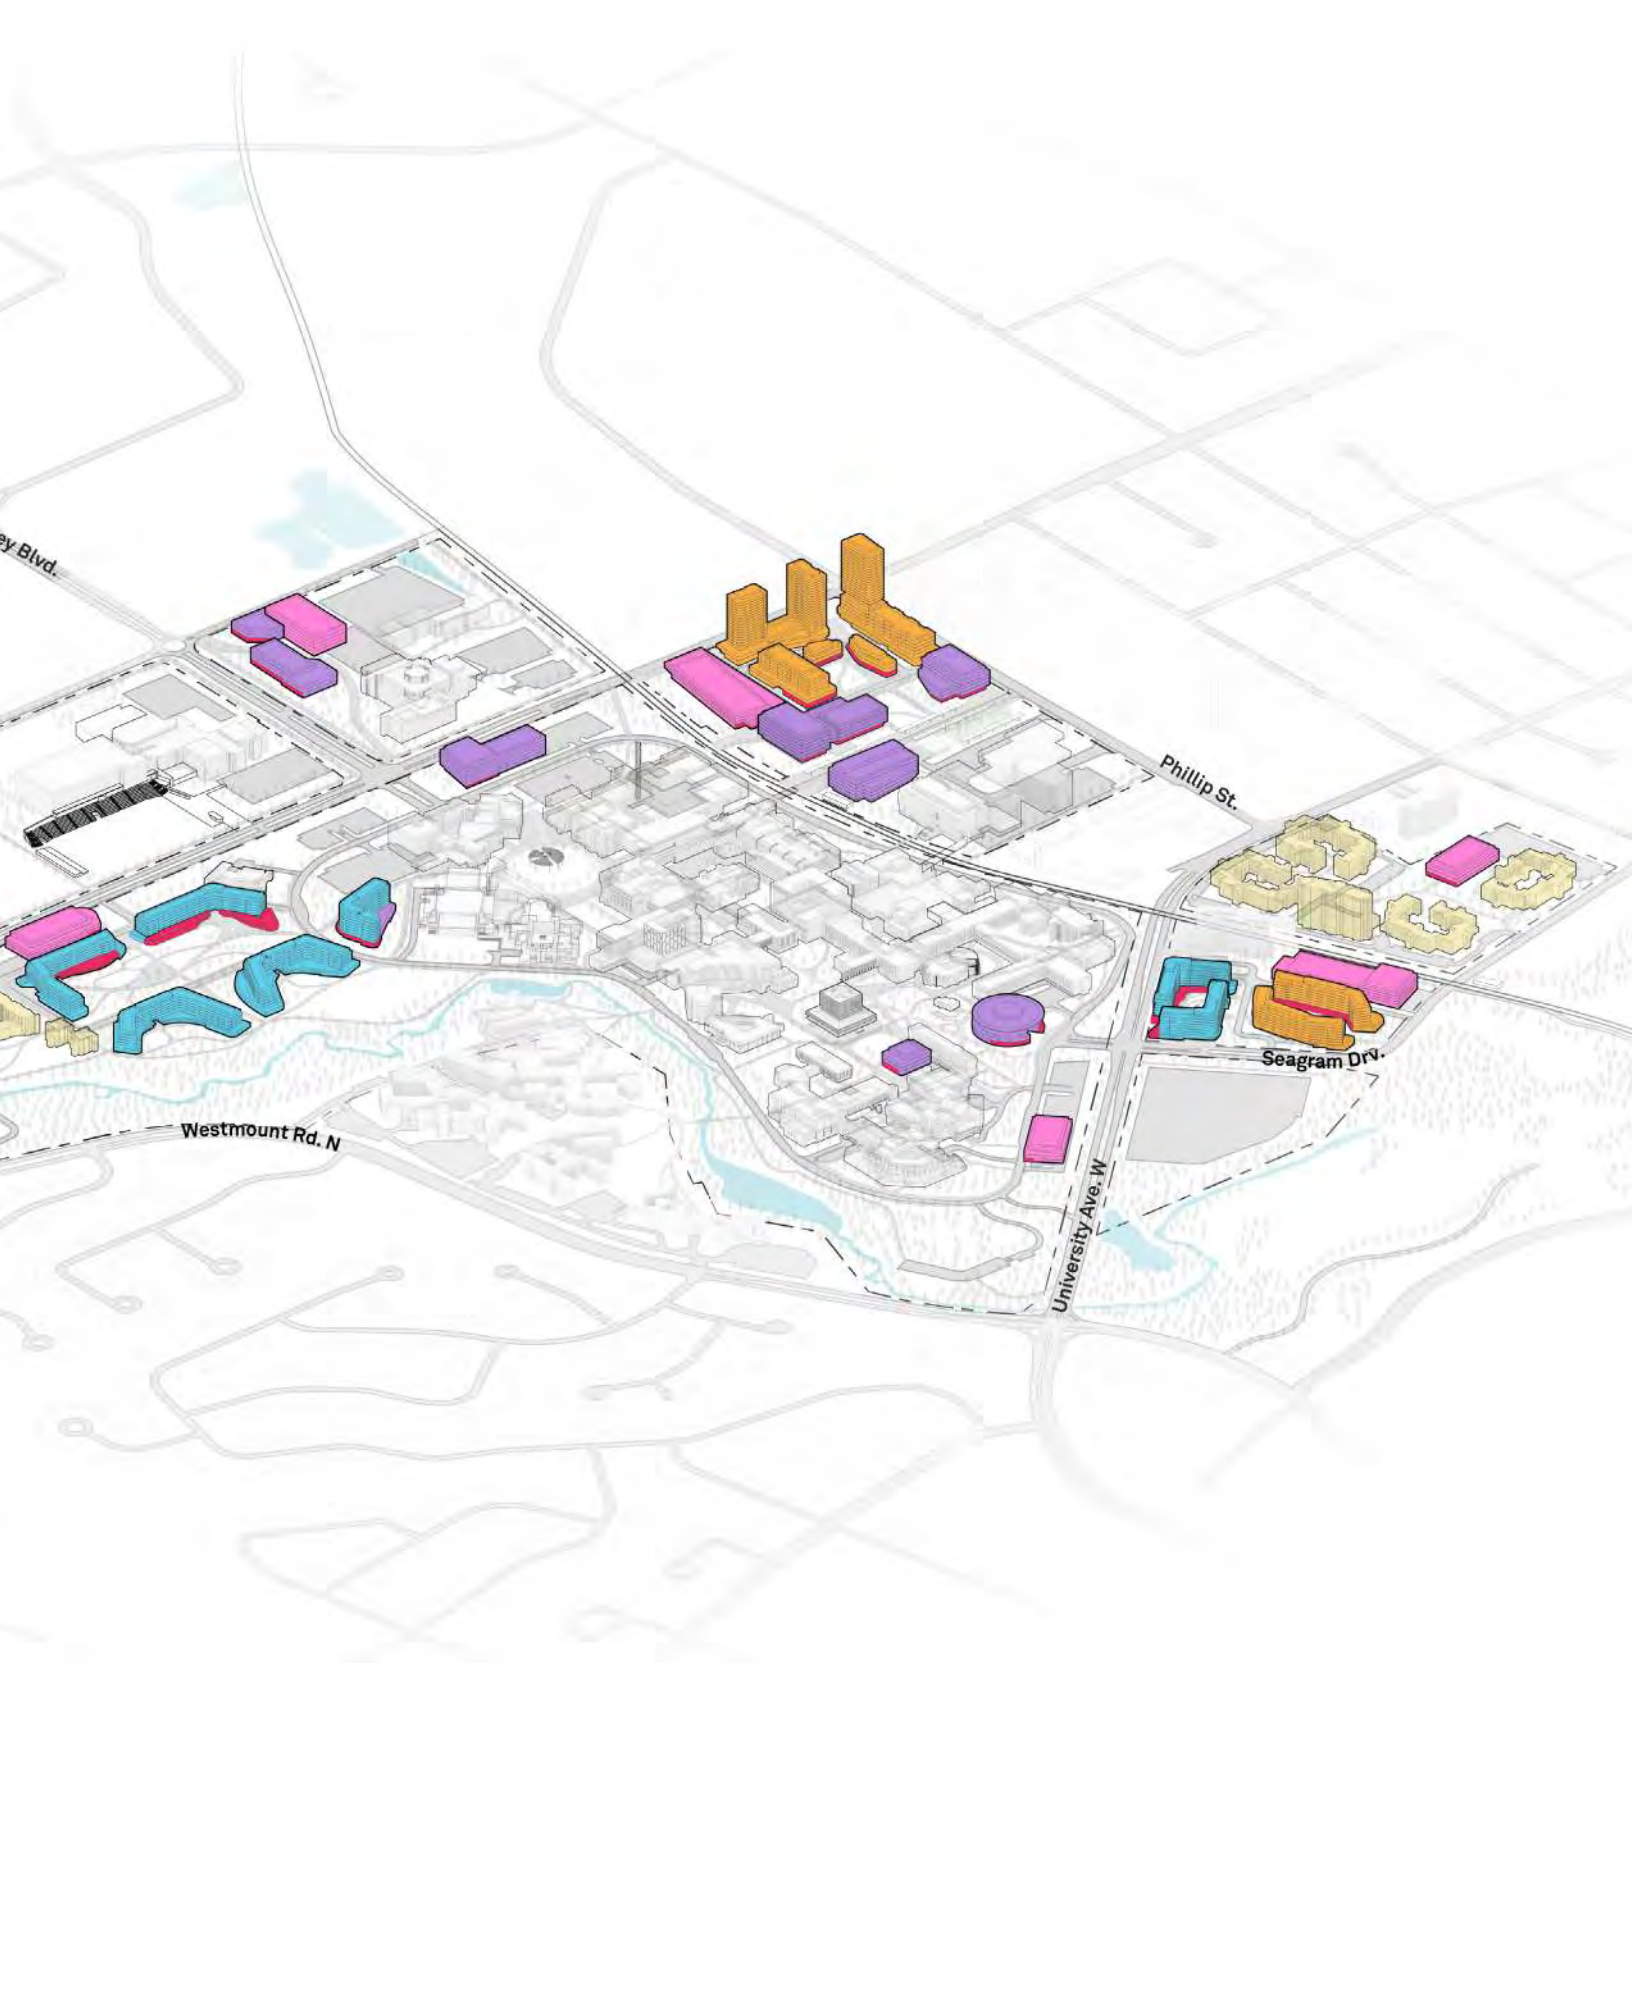 ey Blvd.
Phillip St.
Seagram Drv.
Westmount Rd. N
University Ave. W